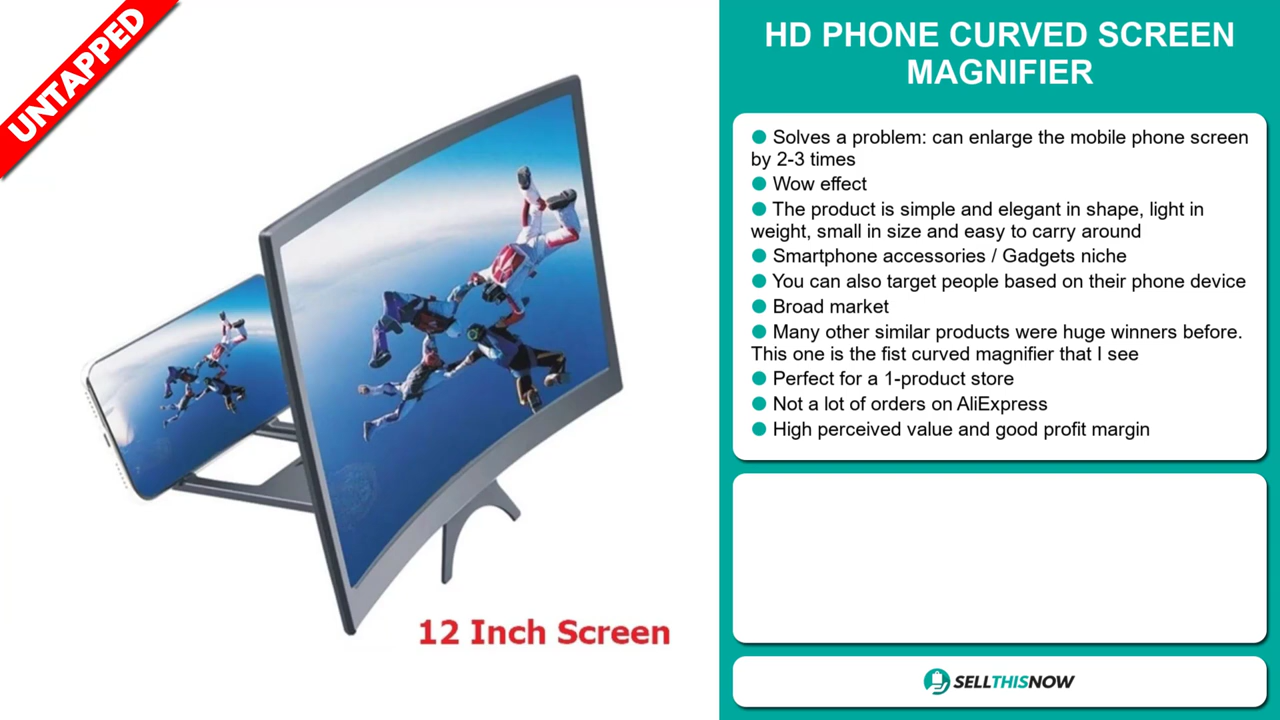 UNTAPPED
HD PHONE CURVED SCREEN
MAGNIFIER
● Solves a problem: can enlarge the mobile phone screen
by 2-3 times
● Wow effect
● The product is simple and elegant in shape, light in
weight, small in size and easy to carry around
● Smartphone accessories / Gadgets niche
● You can also target people based on their phone device
● Broad market
● Many other similar products were huge winners before.
This one is the fist curved magnifier that I see
● Perfect for a 1-product store
● Not a lot of orders on AliExpress
● High perceived value and good profit margin
12 Inch Screen
SELLTHISNOW